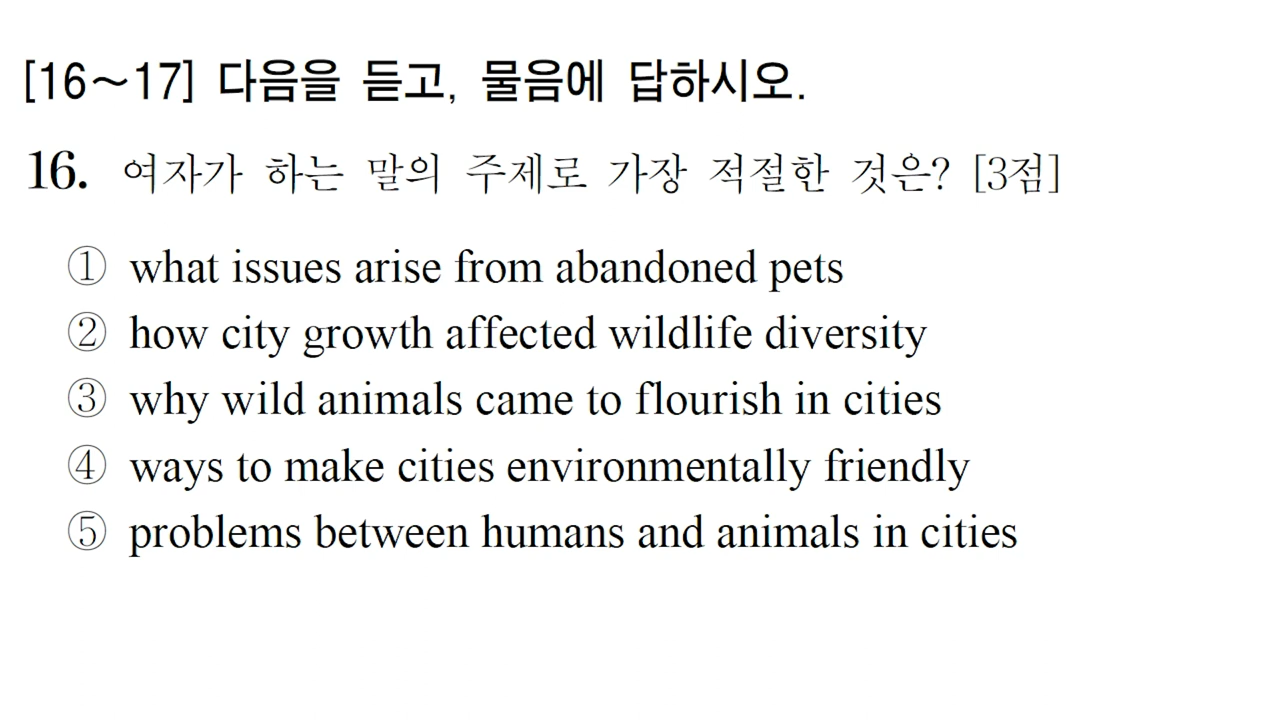 [16～17] 다음을 듣고, 물음에 답하시오.
16. 여자가 하는 말의 주제로 가장 적절한 것은? [3점]
① what issues arise from abandoned pets
② how city growth affected wildlife diversity
③ why wild animals came to flourish in cities
④ ways to make cities environmentally friendly
⑤ problems between humans and animals in cities